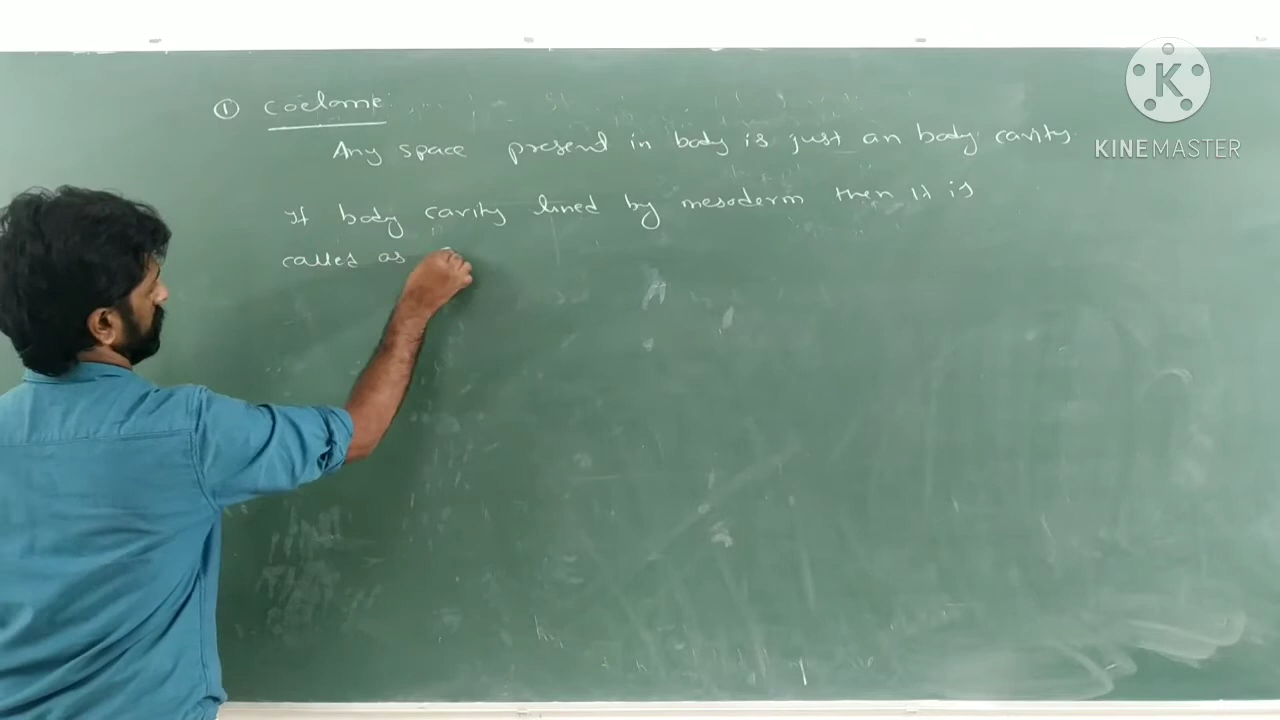 ① Coelome
KINEMASTER
Any space present in body is just an body cavity
If body cavity lined by mesoderm then it is
called as